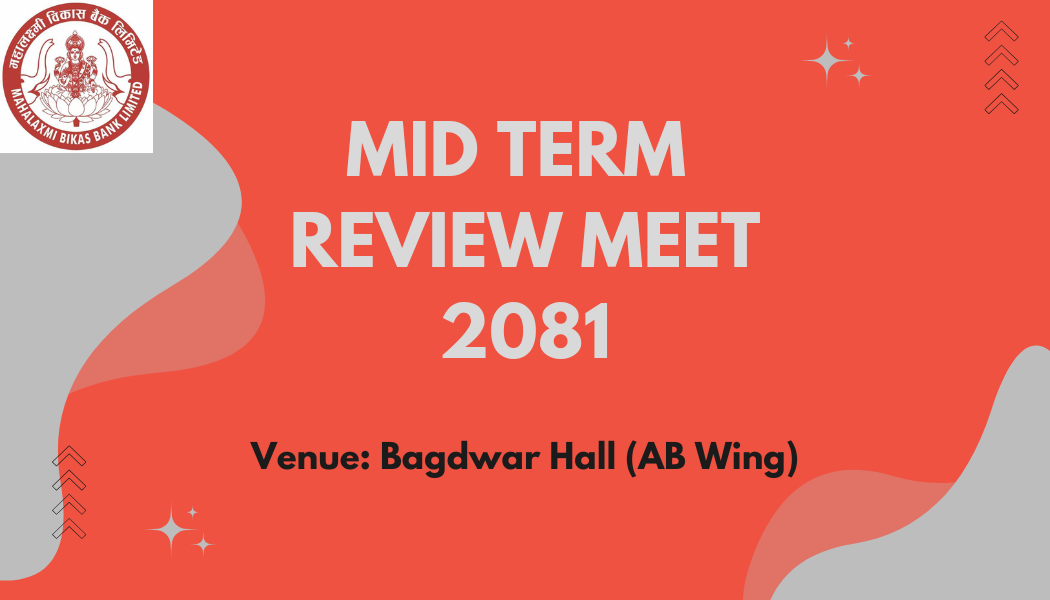 महालक्ष्मी विकास बैंक लिमिटेड
MAHALAXMI BIKAS BANK LIMITED
MID TERM
REVIEW MEET
2081
Venue: Bagdwar Hall (AB Wing)